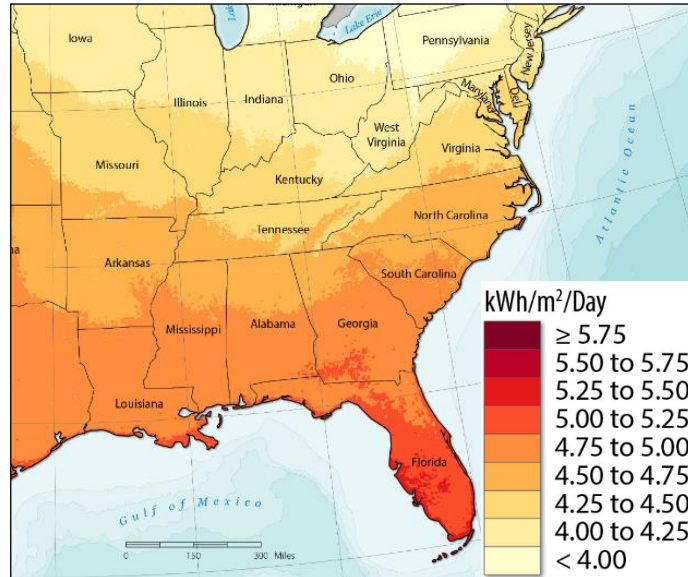 Lake Erie
Iowa
Pennsylvania
New Jersey
Ohio
Illinois
Indiana
Maryland
Del
West
Virginia
Virginia
Missouri
Kentucky
Atlantic Ocean
Tennessee
North Carolina
Arkansas
South Carolina
Mississippi
Alabama
Georgia
Louisiana
Florida
Gulf of Mexico
0 150 300 Miles
kWh/m²/Day
≥ 5.75
5.50 to 5.75
5.25 to 5.50
5.00 to 5.25
4.75 to 5.00
4.50 to 4.75
4.25 to 4.50
4.00 to 4.25
< 4.00